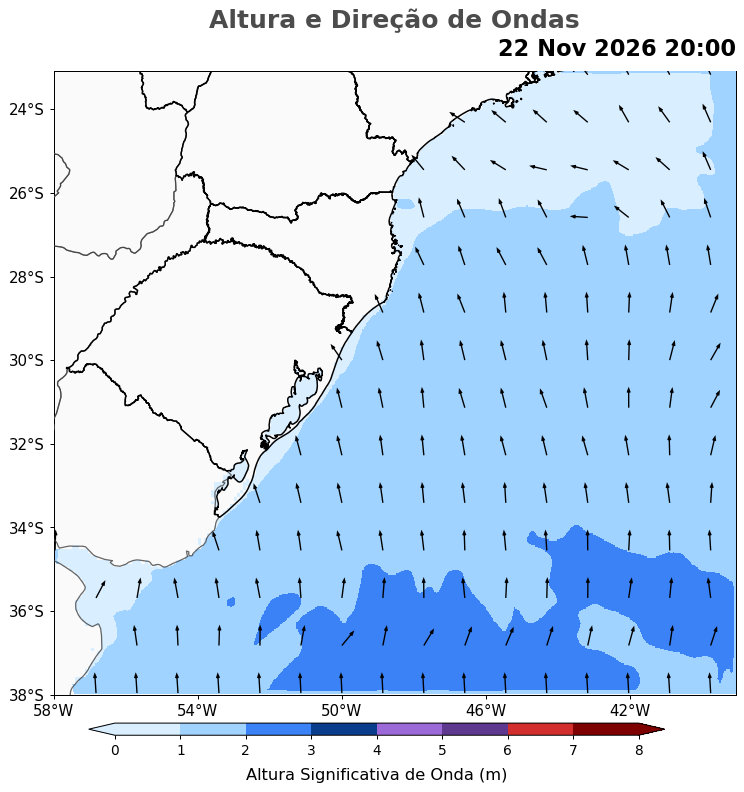 Altura e Direção de Ondas
22 Nov 2026 20:00
24°S
26°S
28°S
30°S
32°S
34°S
36°S
38°S
58°W 54°W 50°W 46°W 42°W
0 1 2 3 4 5 6 7 8
Altura Significativa de Onda (m)